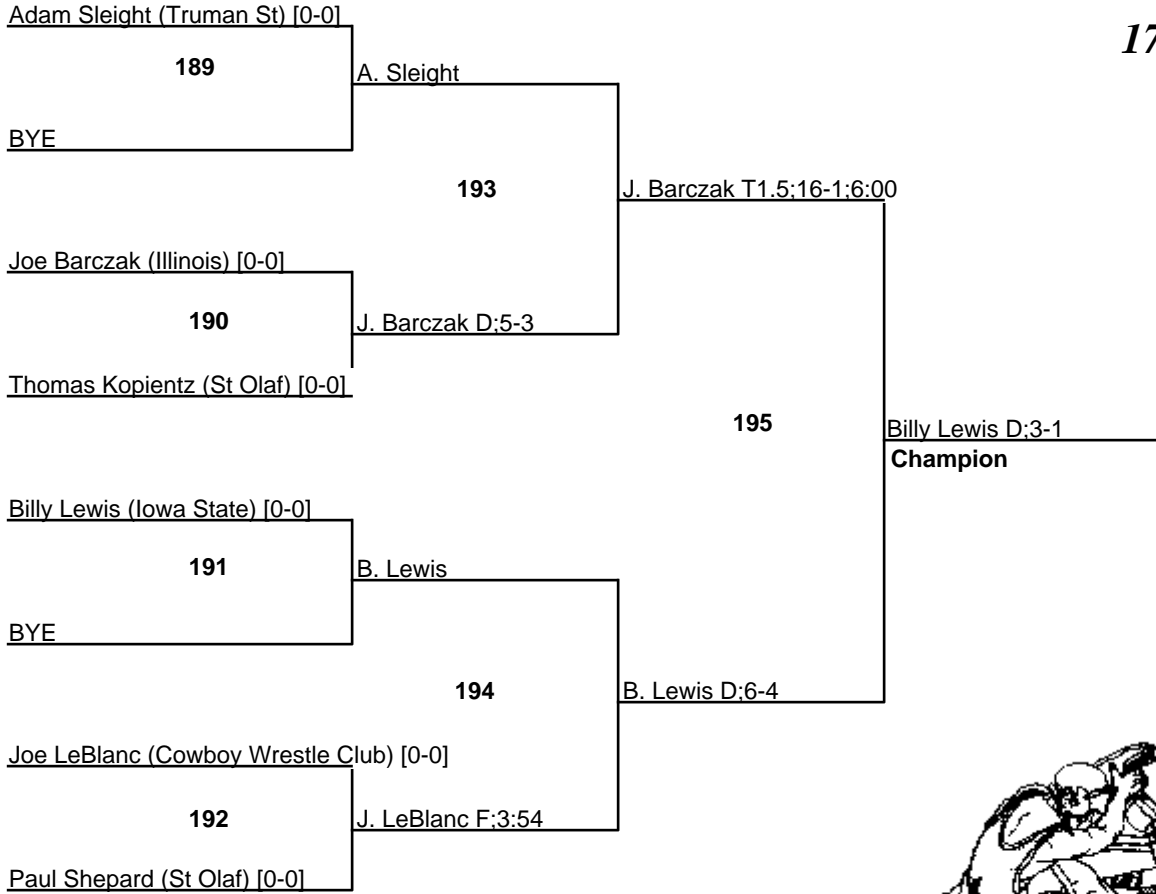 Adam Sleight (Truman St) [0-0]
17
189
A. Sleight
BYE
193
J. Barczak T1.5;16-1;6:00
Joe Barczak (Illinois) [0-0]
190
J. Barczak D;5-3
Thomas Kopientz (St Olaf) [0-0]
195
Billy Lewis D;3-1
Champion
Billy Lewis (Iowa State) [0-0]
191
B. Lewis
BYE
194
B. Lewis D;6-4
Joe LeBlanc (Cowboy Wrestle Club) [0-0]
192
J. LeBlanc F;3:54
Paul Shepard (St Olaf) [0-0]